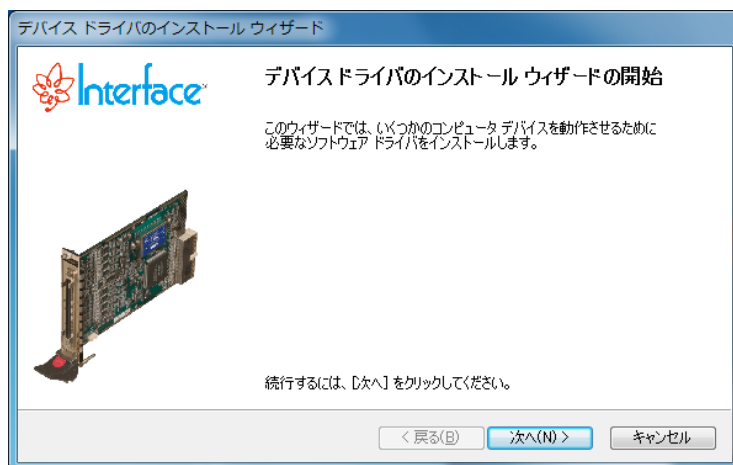 デバイス ドライバのインストール ウィザード
Interface
デバイス ドライバのインストール ウィザードの開始
このウィザードでは、いくつかのコンピュータ デバイスを動作させるために
必要なソフトウェア ドライバをインストールします。
続行するには、[次へ] をクリックしてください。
< 戻る(B)
次へ(N) >
キャンセル